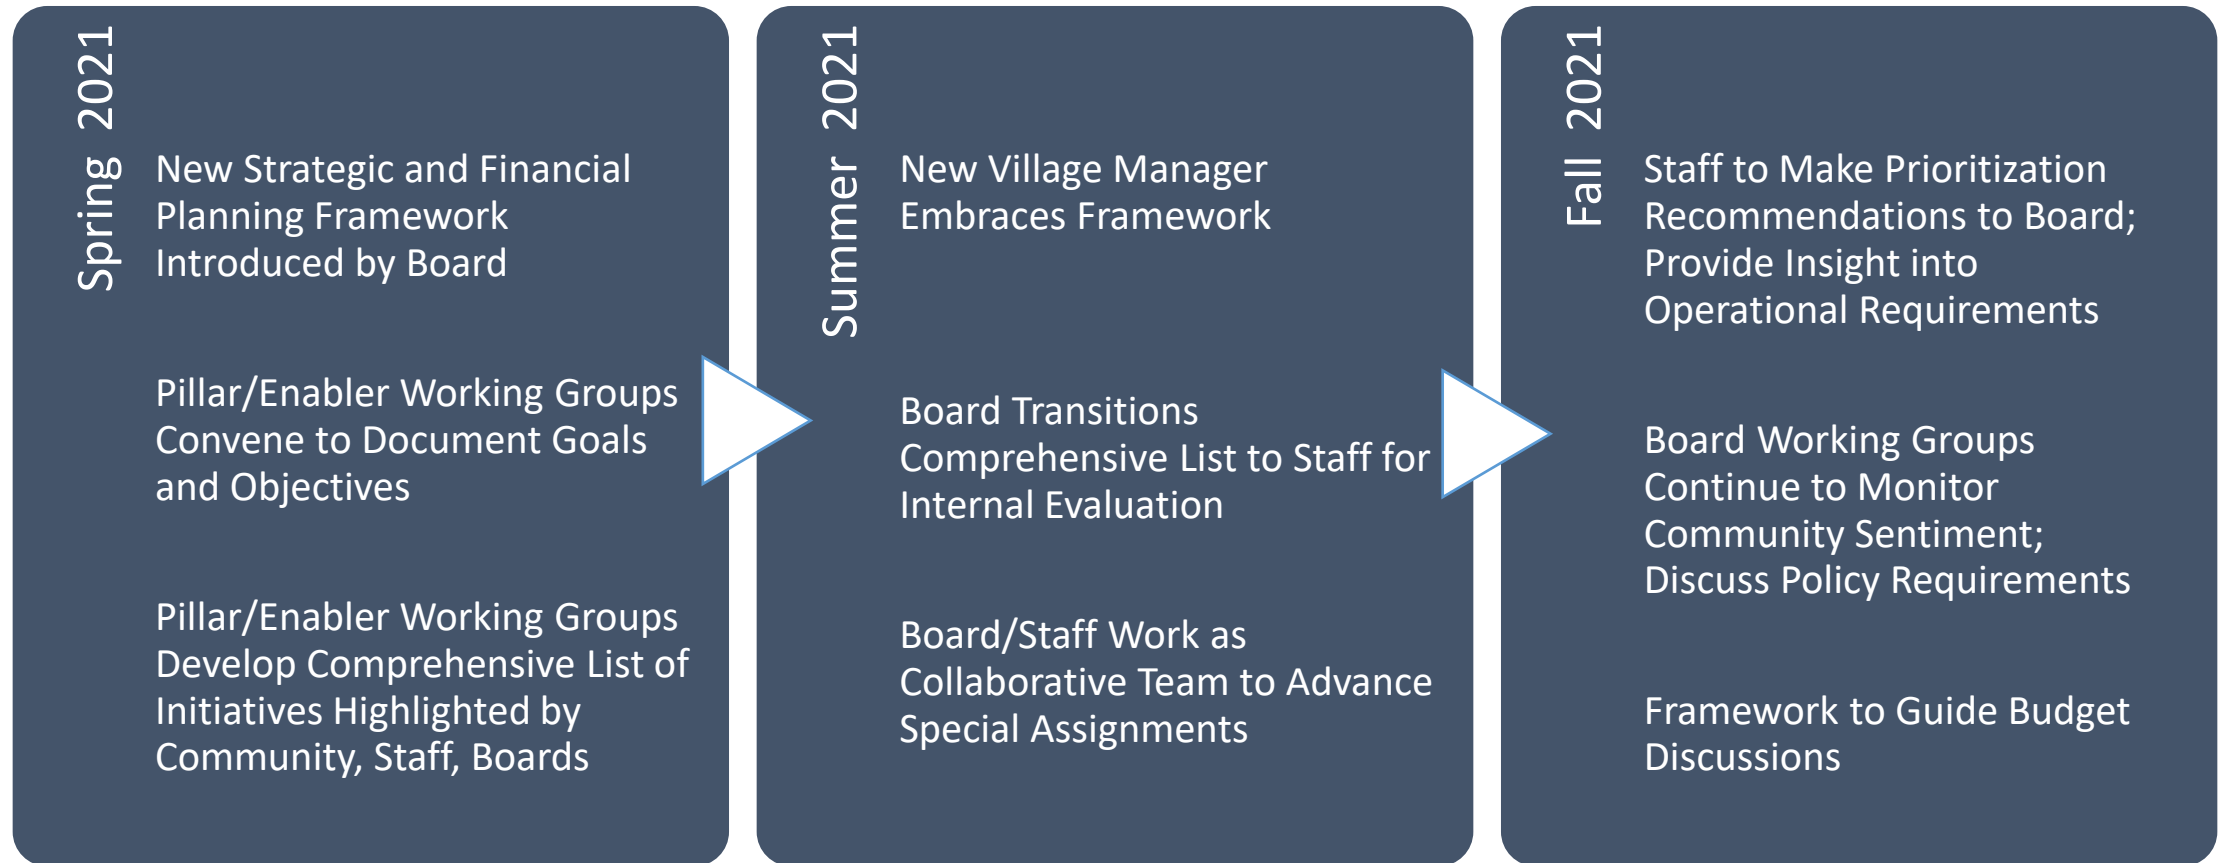 Spring 2021
New Strategic and Financial
Planning Framework
Introduced by Board
Pillar/Enabler Working Groups
Convene to Document Goals
and Objectives
Pillar/Enabler Working Groups
Develop Comprehensive List of
Initiatives Highlighted by
Community, Staff, Boards
Summer 2021
New Village Manager
Embraces Framework
Board Transitions
Comprehensive List to Staff for
Internal Evaluation
Board/Staff Work as
Collaborative Team to Advance
Special Assignments
Fall 2021
Staff to Make Prioritization
Recommendations to Board;
Provide Insight into
Operational Requirements
Board Working Groups
Continue to Monitor
Community Sentiment;
Discuss Policy Requirements
Framework to Guide Budget
Discussions